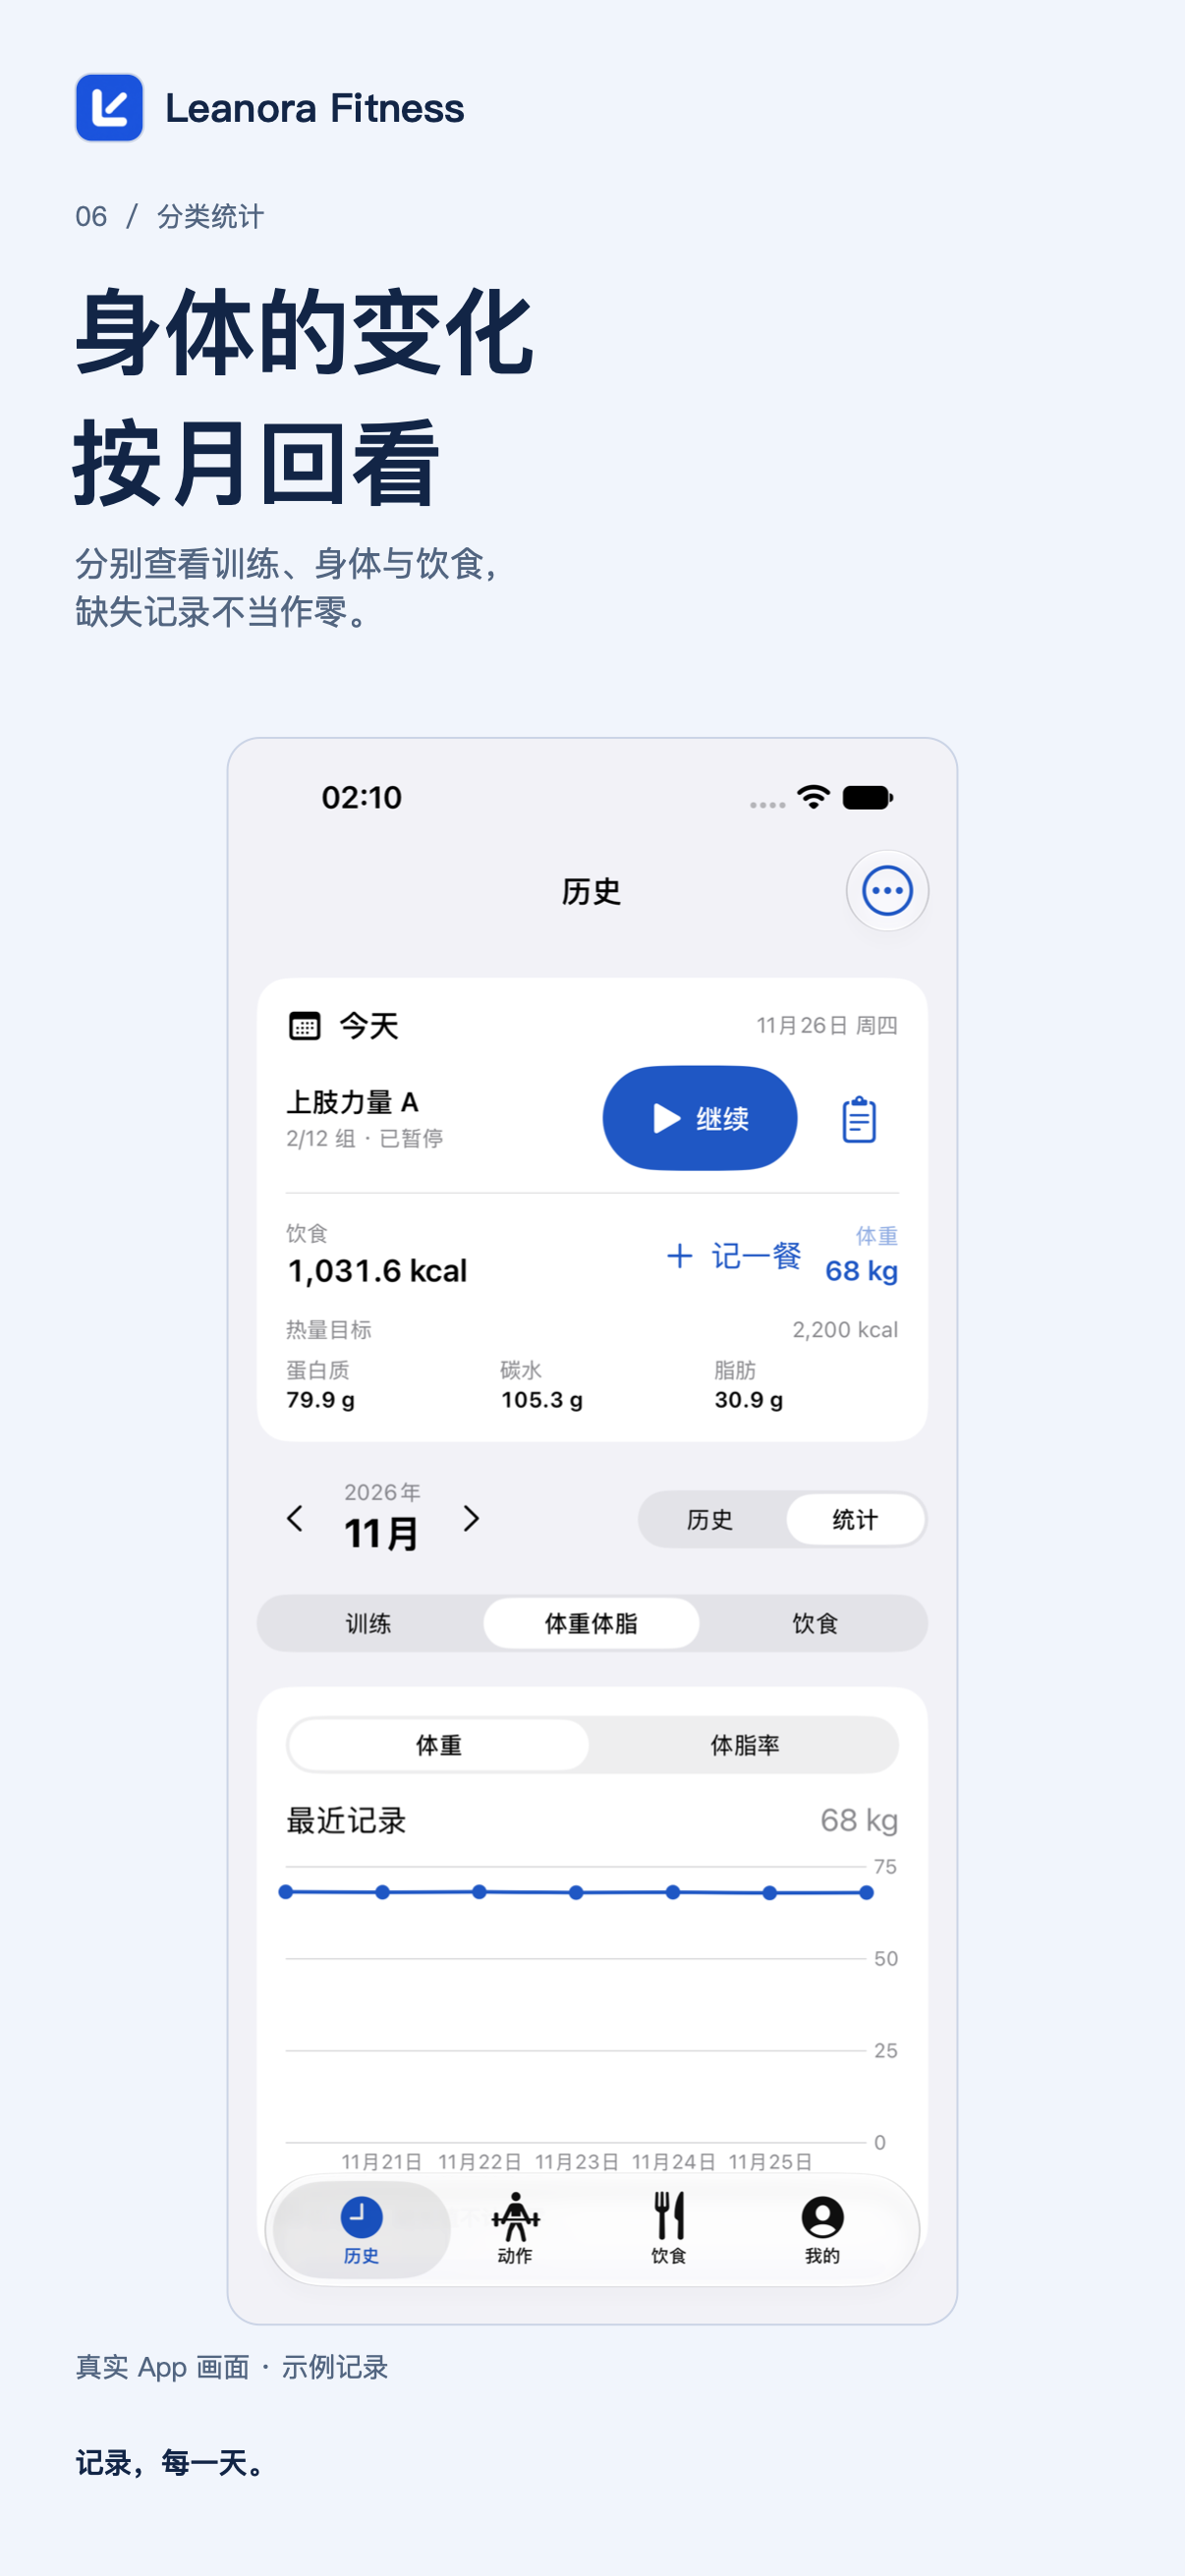 Leanora Fitness
06 / 分类统计
身体的变化
按月回看
分别查看训练、身体与饮食，
缺失记录不当作零。
02:10
历史
今天
11月26日 周四
上肢力量 A
2/12 组 · 已暂停
继续
饮食
1,031.6 kcal
记一餐
体重
68 kg
热量目标
2,200 kcal
蛋白质
碳水
脂肪
79.9 g
105.3 g
30.9 g
2026年
11月
历史
统计
训练
体重体脂
饮食
体重
体脂率
最近记录
68 kg
75
50
25
0
11月21日 11月22日 11月23日 11月24日 11月25日
历史
动作
饮食
我的
真实 App 画面 · 示例记录
记录，每一天。